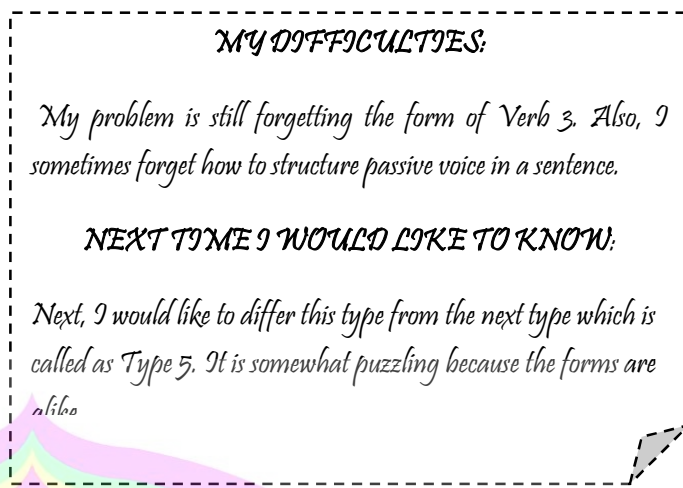 MY DIFFICULTIES:
My problem is still forgetting the form of Verb 3. Also, I
sometimes forget how to structure passive voice in a sentence.
NEXT TIME I WOULD LIKE TO KNOW:
Next, I would like to differ this type from the next type which is
called as Type 5. It is somewhat puzzling because the forms are
alike